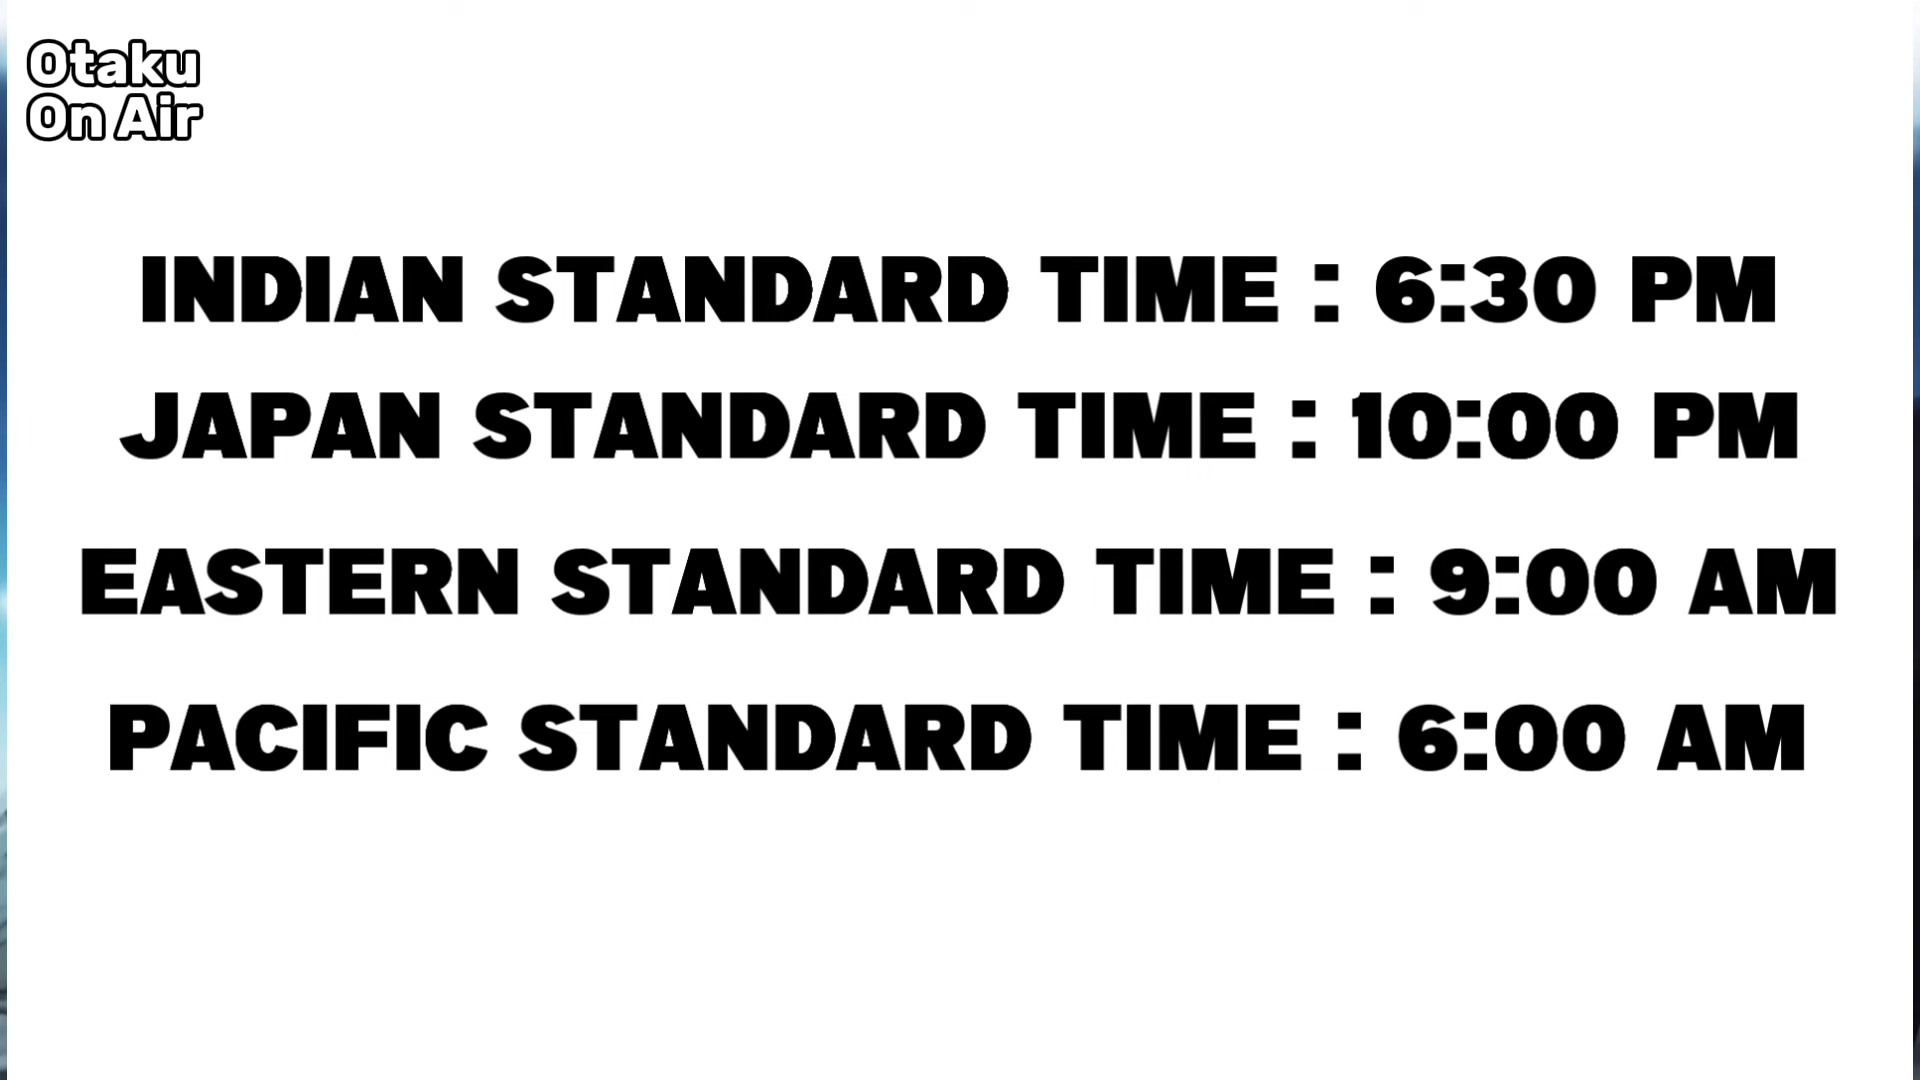 Otaku
On Air
INDIAN STANDARD TIME : 6:30 PM
JAPAN STANDARD TIME : 10:00 PM
EASTERN STANDARD TIME : 9:00 AM
PACIFIC STANDARD TIME : 6:00 AM